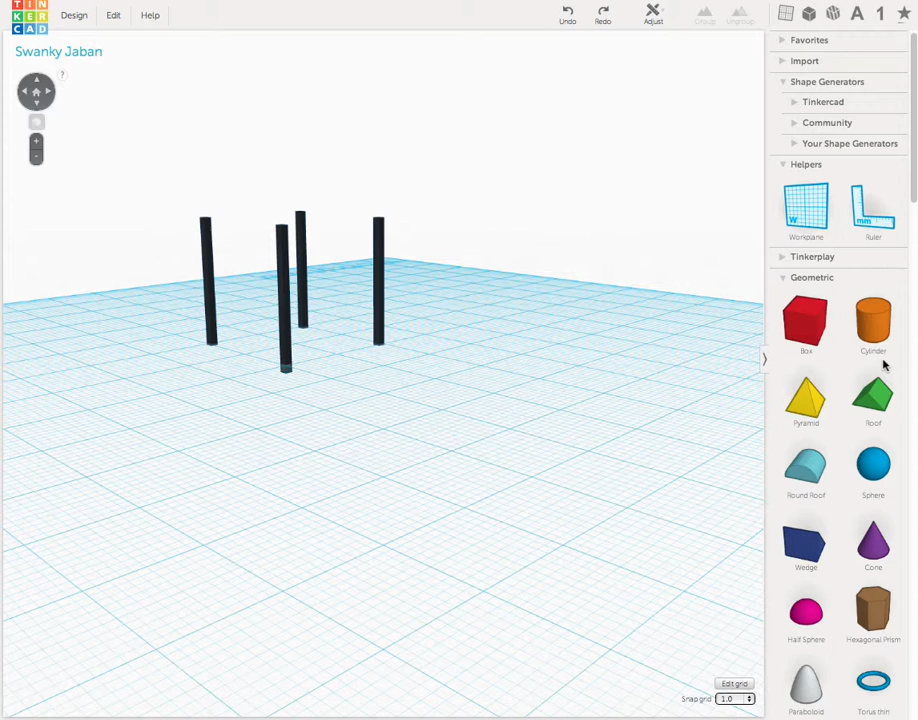 TIN
KER
CAD
Design
Edit
Help
Undo
Redo
Adjust
Group
Ungroup
A
1
Swanky Jaban
?
+
-
Favorites
Import
Shape Generators
Tinkercad
Community
Your Shape Generators
Helpers
W
mm
Workplane
Ruler
Tinkerplay
Geometric
Box
Cylinder
Pyramid
Roof
Round Roof
Sphere
Wedge
Cone
Half Sphere
Hexagonal Prism
Paraboloid
Torus thin
Edit grid
Snap grid
1.0